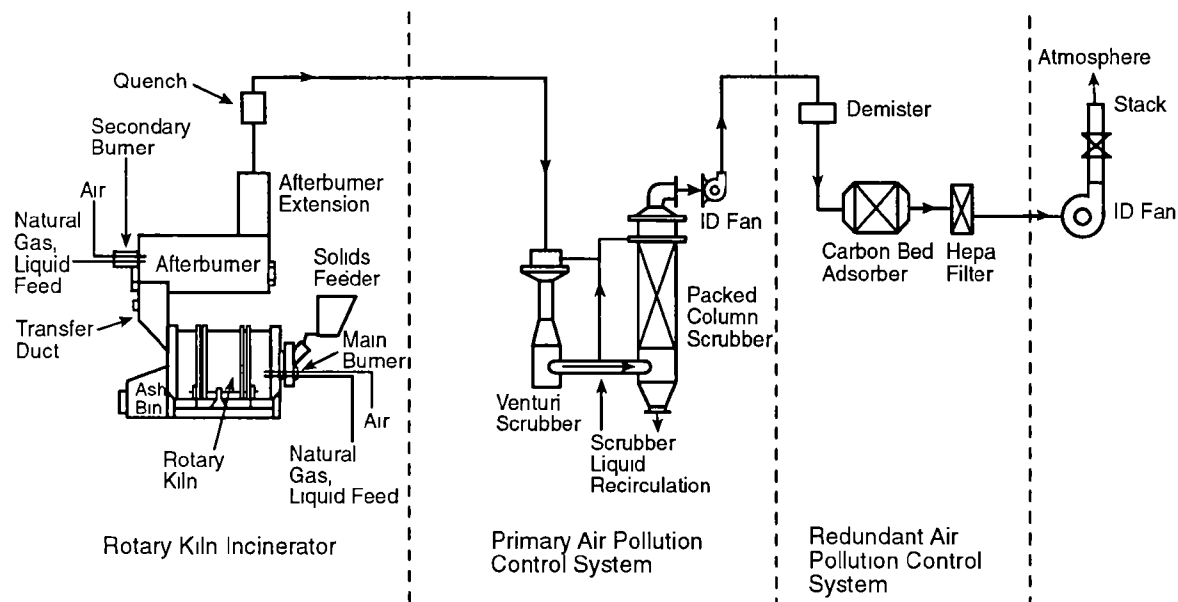 Quench
Secondary
Burner
Air
Natural
Gas,
Liquid
Feed
Afterburner
Extension
Afterburner
Solids
Feeder
Transfer
Duct
Main
Burner
Ash
Bin
Air
Rotary
Kiln
Natural
Gas,
Liquid Feed
Rotary Kiln Incinerator
ID Fan
Packed
Column
Scrubber
Venturi
Scrubber
Scrubber
Liquid
Recirculation
Primary Air Pollution
Control System
Demister
Carbon Bed
Adsorber
Hepa
Filter
Redundant Air
Pollution Control
System
Atmosphere
Stack
ID Fan